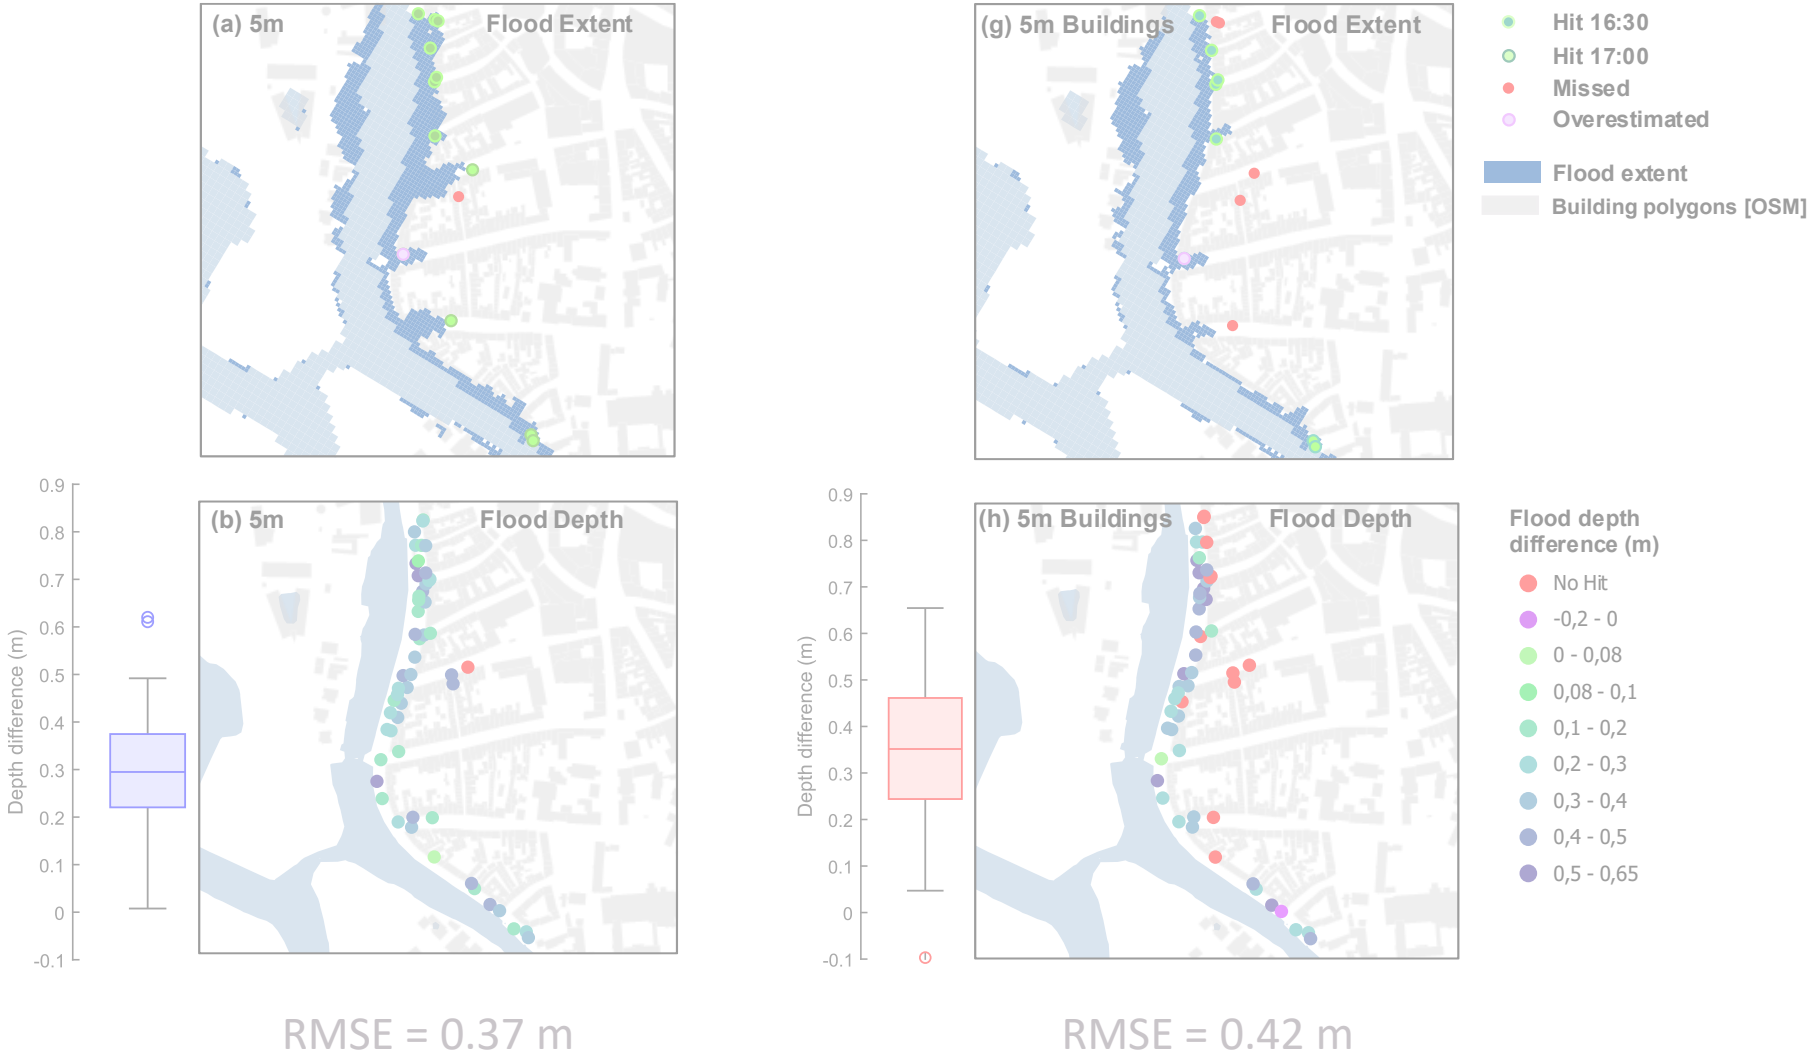 (a) 5m Flood Extent
(g) 5m Buildings Flood Extent
Hit 16:30
Hit 17:00
Missed
Overestimated
Flood extent
Building polygons [OSM]
0.9
0.8
0.7
0.6
0.5
0.4
0.3
0.2
0.1
0
-0.1
Depth difference (m)
(b) 5m Flood Depth
0.9
0.8
0.7
0.6
0.5
0.4
0.3
0.2
0.1
0
-0.1
Depth difference (m)
(h) 5m Buildings Flood Depth
Flood depth
difference (m)
No Hit
-0,2 - 0
0 - 0,08
0,08 - 0,1
0,1 - 0,2
0,2 - 0,3
0,3 - 0,4
0,4 - 0,5
0,5 - 0,65
RMSE = 0.37 m
RMSE = 0.42 m